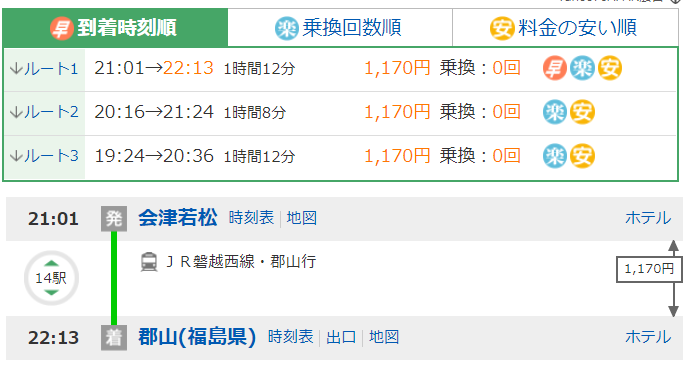 早 到着時刻順 楽 乗換回数順 安 料金の安い順
ルート1 21:01→22:13 1時間12分 1,170円 乗換:0回 早 楽 安
ルート2 20:16→21:24 1時間8分 1,170円 乗換:0回 楽 安
ルート3 19:24→20:36 1時間12分 1,170円 乗換:0回 楽 安
21:01 発 会津若松 時刻表 地図 ホテル
14駅 JR磐越西線・郡山行 1,170円
22:13 着 郡山(福島県) 時刻表 出口 地図 ホテル